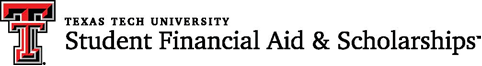 TEXAS TECH UNIVERSITY
Student Financial Aid & Scholarships